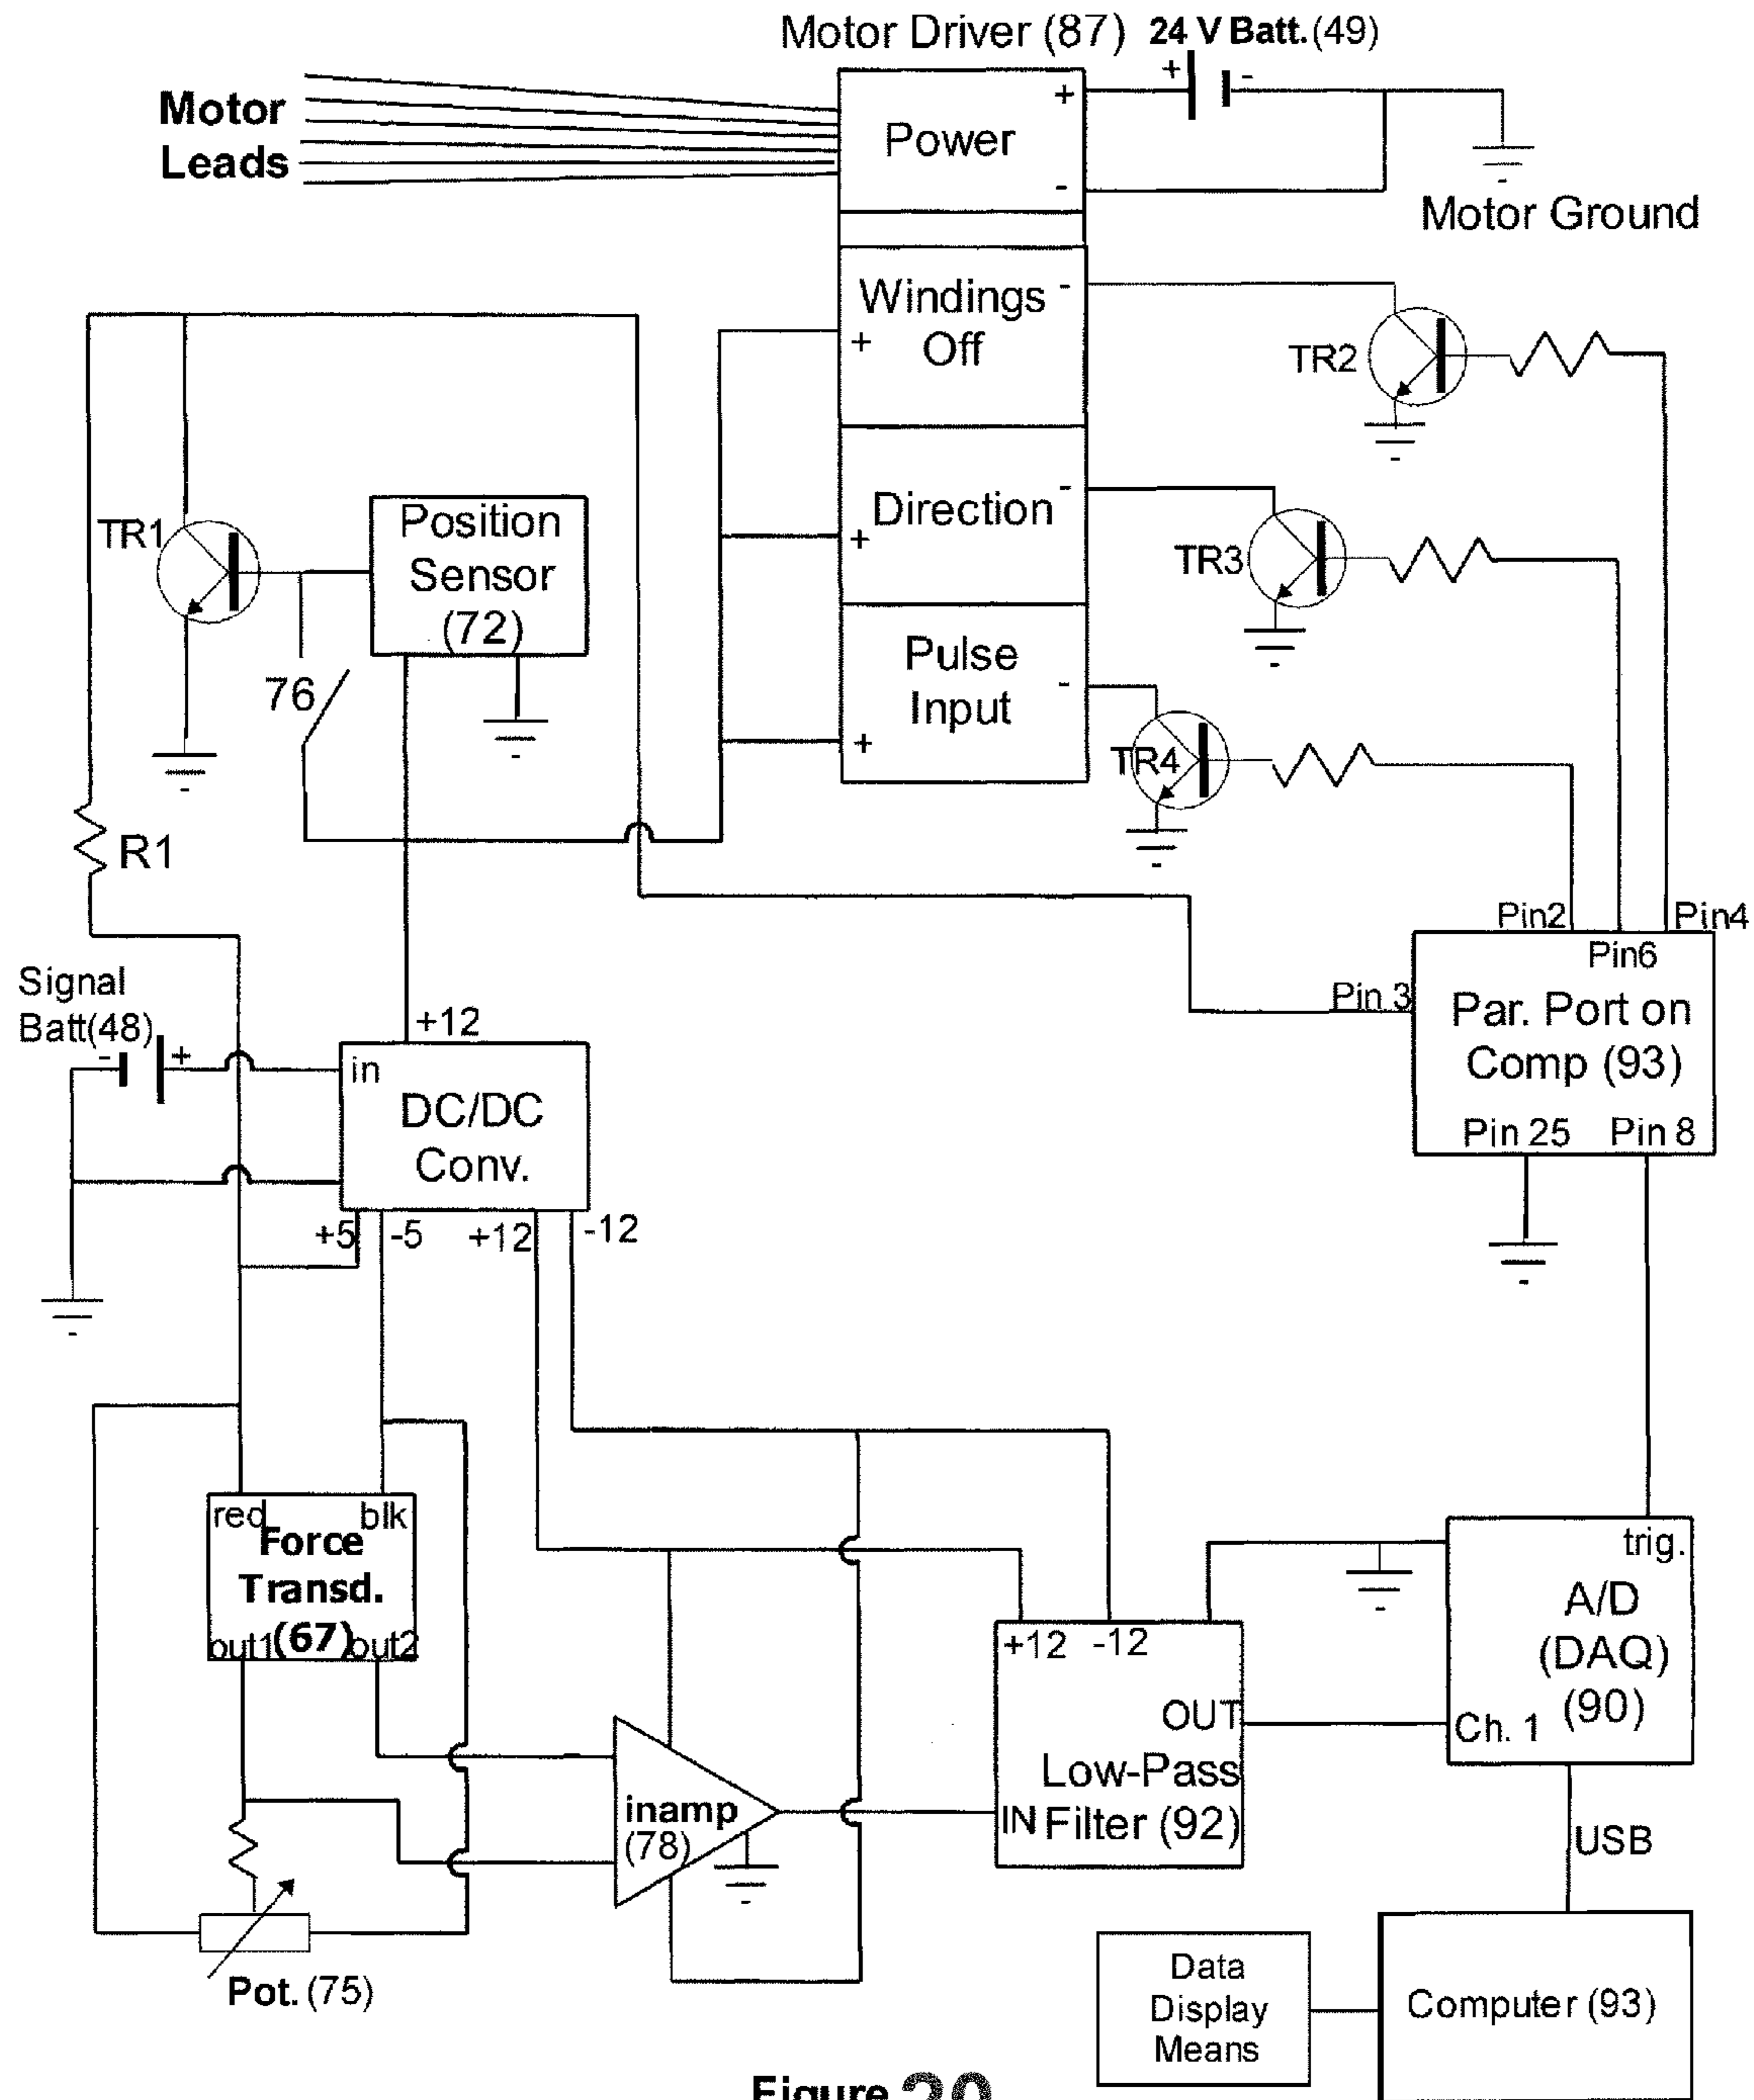 Motor Driver (87) 24 V Batt. (49)
+ -
Motor
Leads
+
Power
-
Motor Ground
Windings -
Off
+
TR2
TR1
Position
Sensor
(72)
Direction -
+
TR3
76
Pulse
Input -
+
TR4
R1
Pin2 Pin4
Pin6
Signal
Batt(48)
- +
Pin 3
Par. Port on
Comp (93)
Pin 25 Pin 8
+12
in
DC/DC
Conv.
+5 -5 +12 -12
red blk
Force
Transd.
out1 (67) out2
trig.
A/D
(DAQ)
(90)
Ch. 1
+12 -12
OUT
Low-Pass
IN Filter (92)
inamp
(78)
USB
Pot. (75)
Data
Display
Means
Computer (93)
Figure 20